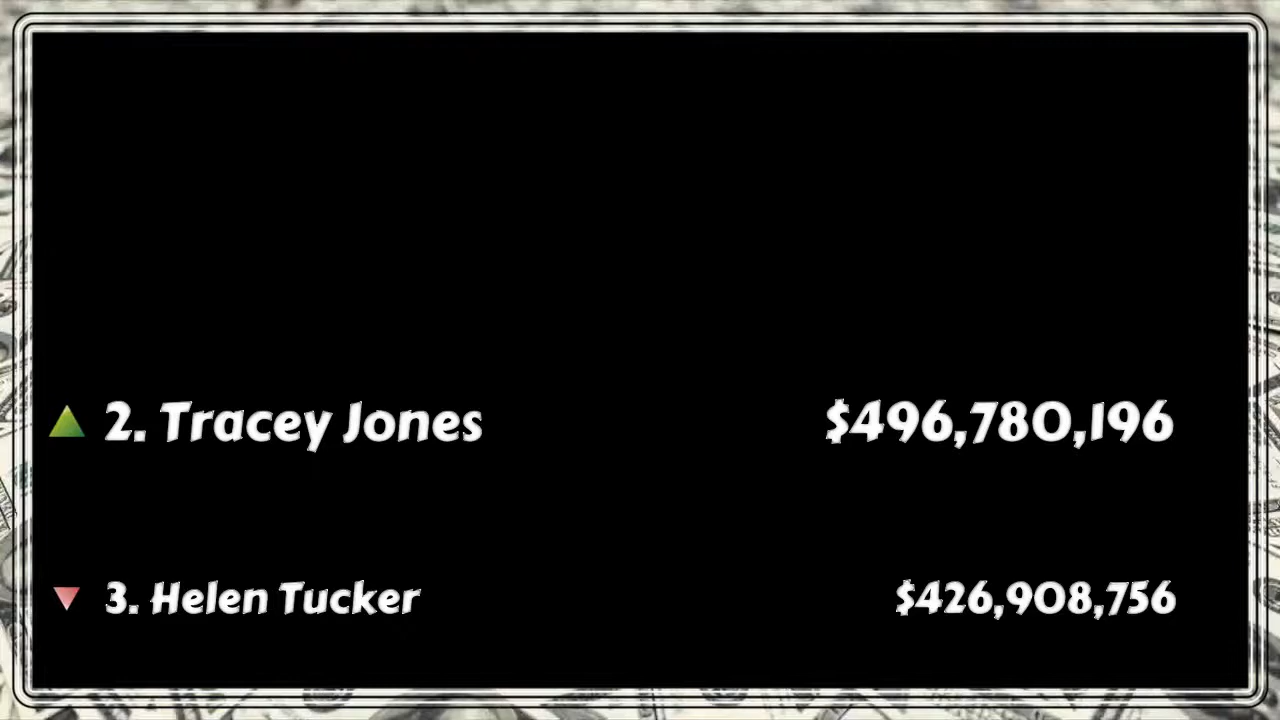 2. Tracey Jones $496,780,196
3. Helen Tucker $426,908,756